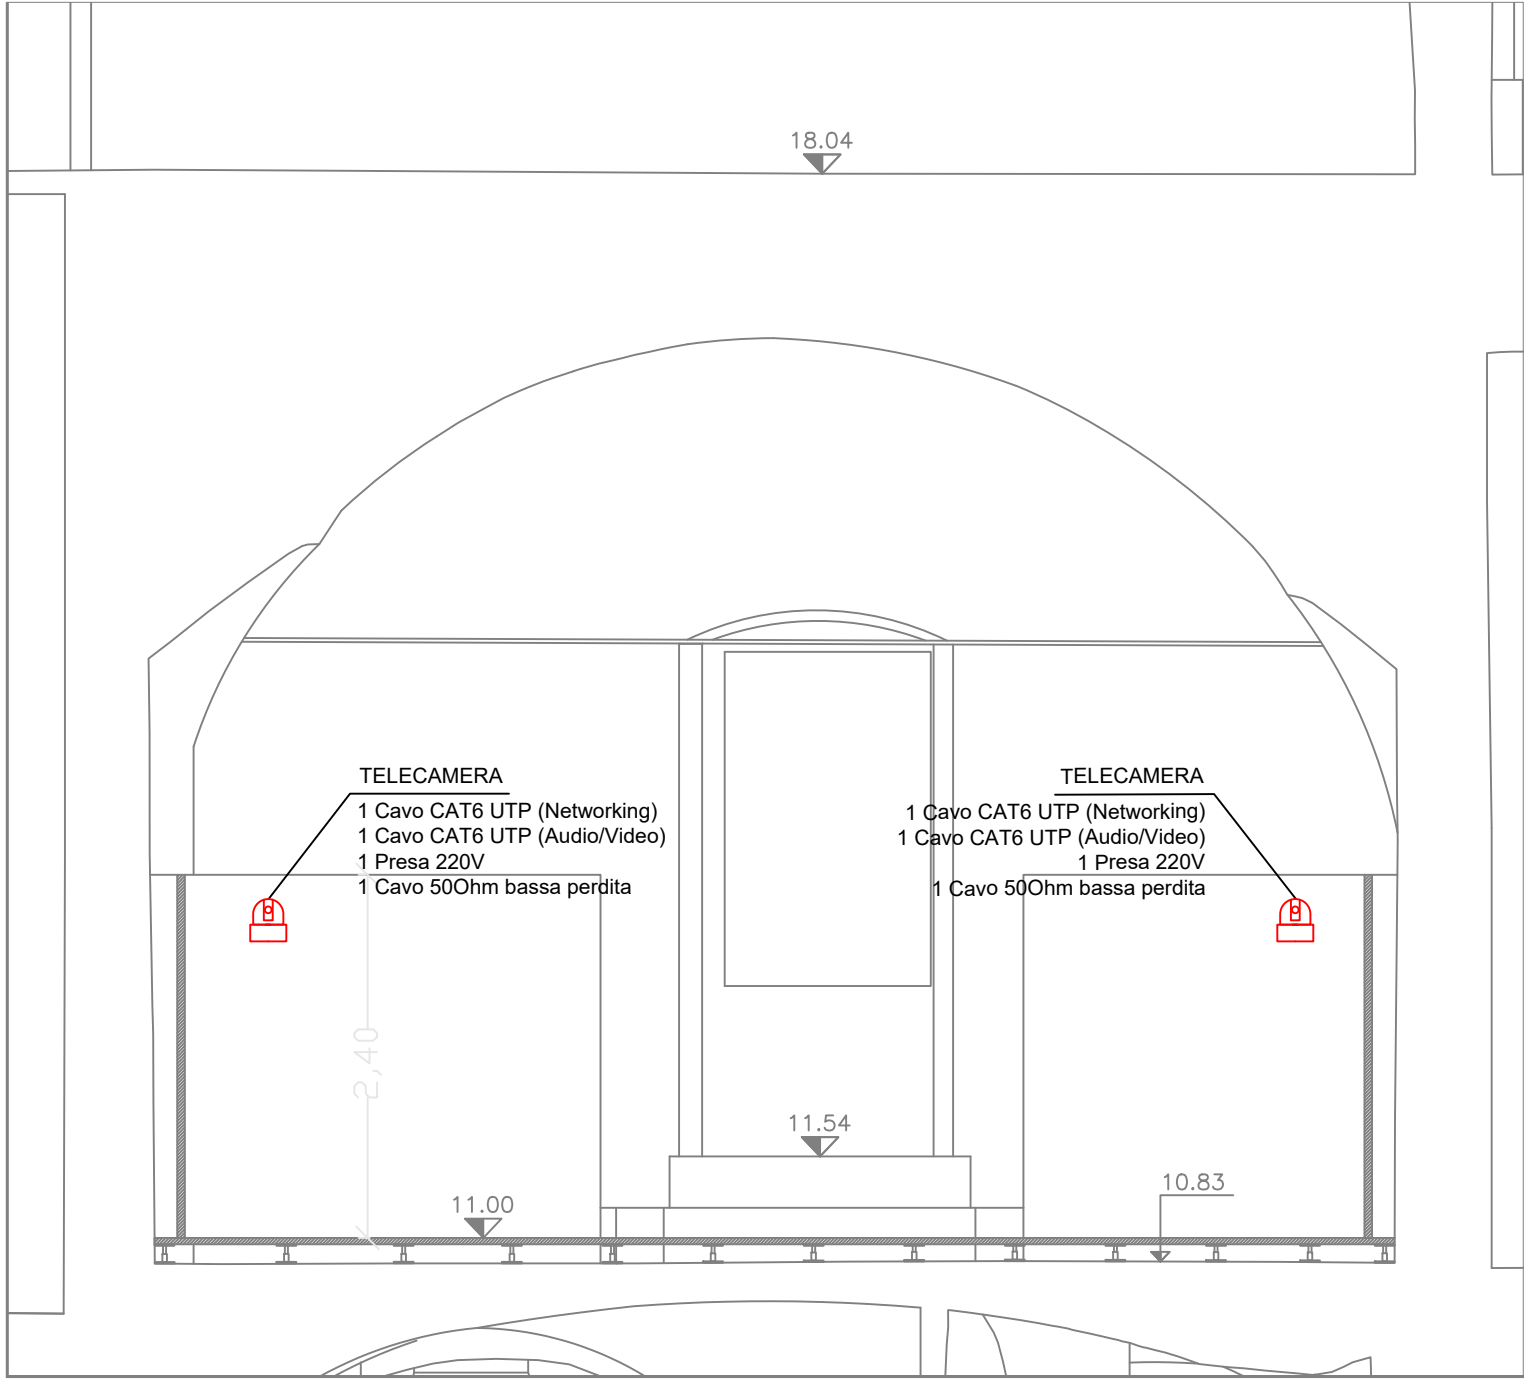 18.04
TELECAMERA
1 Cavo CAT6 UTP (Networking)
1 Cavo CAT6 UTP (Audio/Video)
1 Presa 220V
1 Cavo 50Ohm bassa perdita
TELECAMERA
1 Cavo CAT6 UTP (Networking)
1 Cavo CAT6 UTP (Audio/Video)
1 Presa 220V
1 Cavo 50Ohm bassa perdita
2,40
11.54
11.00
10.83